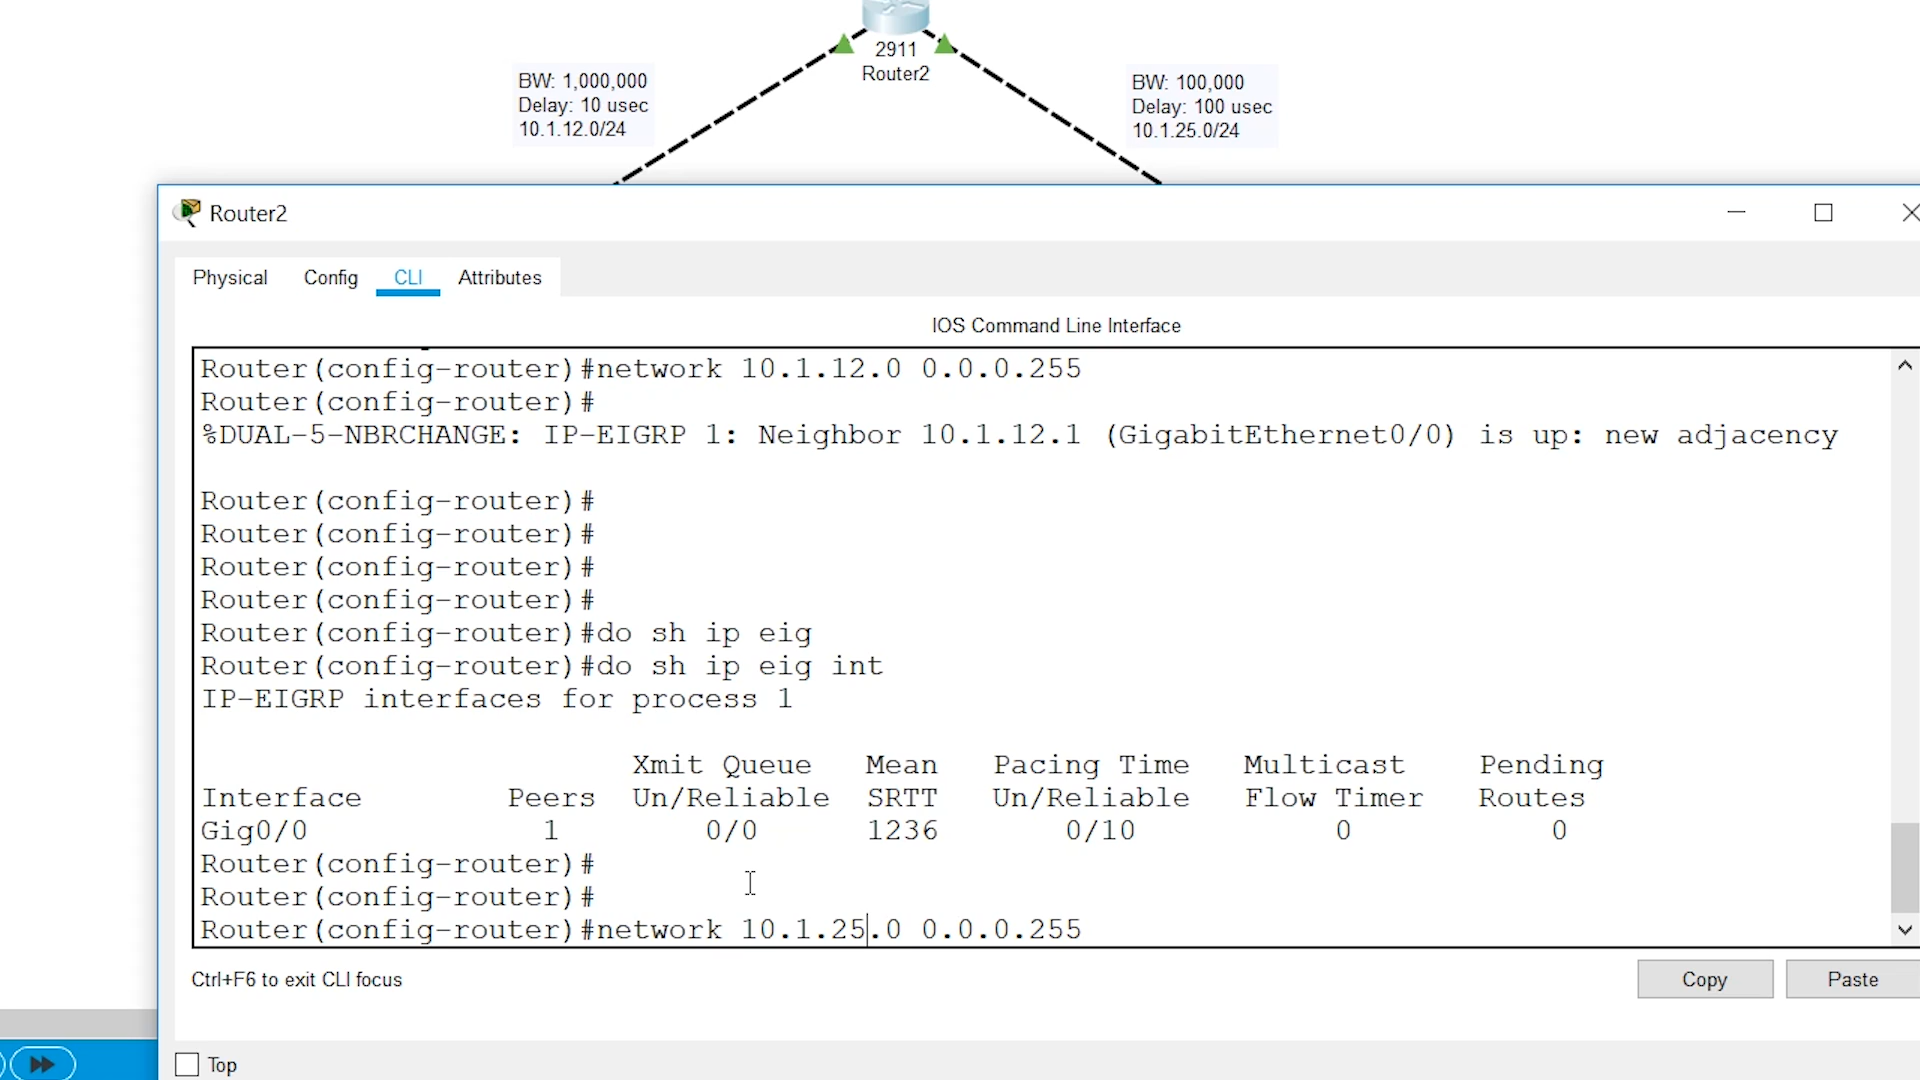 2911
Router2
BW: 1,000,000
Delay: 10 usec
10.1.12.0/24
BW: 100,000
Delay: 100 usec
10.1.25.0/24
Router2
Physical Config CLI Attributes
IOS Command Line Interface
Router(config-router)#network 10.1.12.0 0.0.0.255
Router(config-router)#
%DUAL-5-NBRCHANGE: IP-EIGRP 1: Neighbor 10.1.12.1 (GigabitEthernet0/0) is up: new adjacency
Router(config-router)#
Router(config-router)#
Router(config-router)#
Router(config-router)#
Router(config-router)#do sh ip eig
Router(config-router)#do sh ip eig int
IP-EIGRP interfaces for process 1
Xmit Queue Mean Pacing Time Multicast Pending
Interface Peers Un/Reliable SRTT Un/Reliable Flow Timer Routes
Gig0/0 1 0/0 1236 0/10 0 0
Router(config-router)#
Router(config-router)#
Router(config-router)#network 10.1.25.0 0.0.0.255
Ctrl+F6 to exit CLI focus
Copy Paste
Top